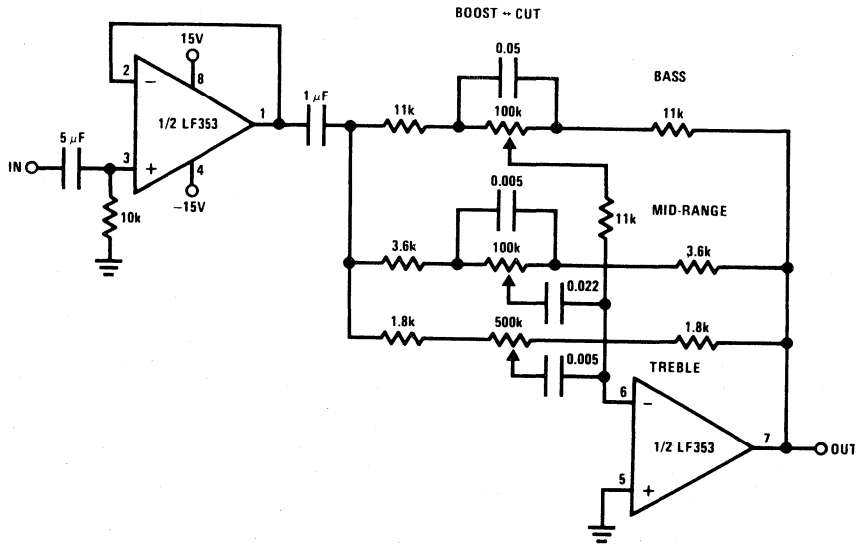 BOOST ↔ CUT
0.05
BASS
15V
2
8
−
1/2 LF353
1
1 μF
11k
100k
11k
5 μF
IN
3
+
4
−15V
10k
0.005
11k
MID-RANGE
3.6k
100k
3.6k
0.022
1.8k
500k
1.8k
0.005
TREBLE
6
−
1/2 LF353
7
OUT
5
+